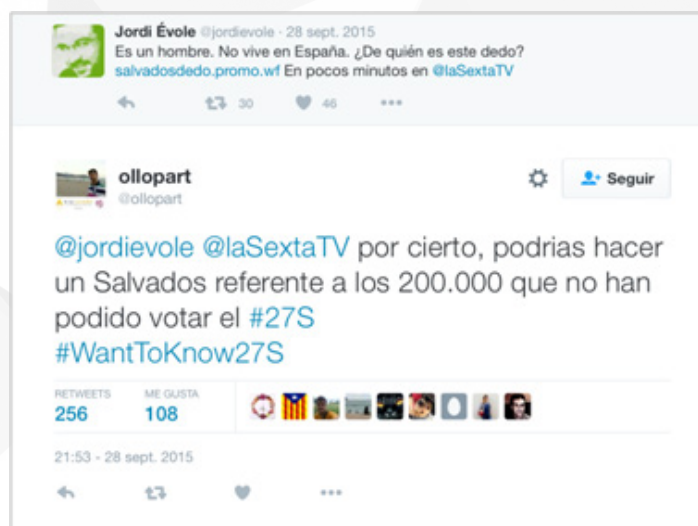 Jordi Évole @jordievole · 28 sept. 2015
Es un hombre. No vive en España. ¿De quién es este dedo?
salvadosdedo.promo.wf En pocos minutos en @laSextaTV
30 46
ollopart
@ollopart
Seguir
@jordievole @laSextaTV por cierto, podrias hacer
un Salvados referente a los 200.000 que no han
podido votar el #27S
#WantToKnow27S
RETWEETS ME GUSTA
256 108
21:53 - 28 sept. 2015